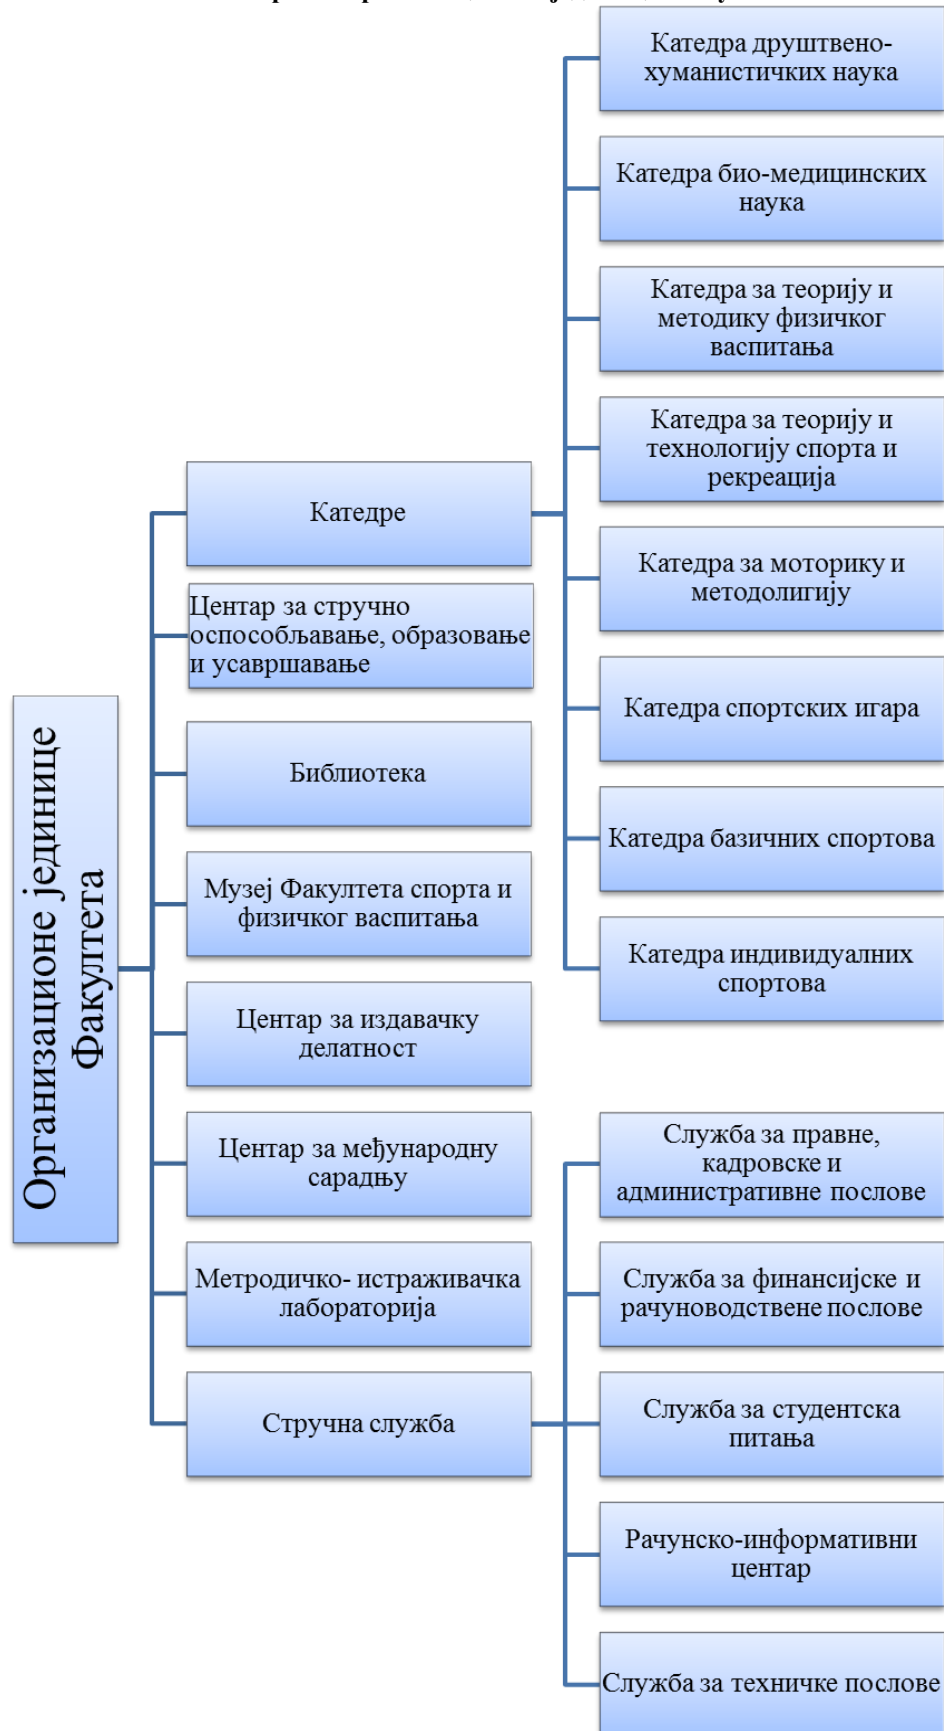 Катедра друштвено-
хуманистичких наука
Катедра био-медицинских
наука
Катедра за теорију и
методику физичког
васпитања
Катедра за теорију и
технологију спорта и
рекреација
Катедре
Катедра за моторику и
методолигију
Центар за стручно
оспособљавање, образовање
и усавршавање
Катедра спортских игара
Библиотека
Катедра базичних спортова
Музеј Факултета спорта и
физичког васпитања
Катедра индивидуалних
спортова
Организационе јединице
Факултета
Центар за издавачку
делатност
Центар за међународну
сарадњу
Служба за правне,
кадровске и
административне послове
Метродичко- истраживачка
лабораторија
Служба за финансијске и
рачуноводствене послове
Стручна служба
Служба за студентска
питања
Рачунско-информативни
центар
Служба за техничке послове